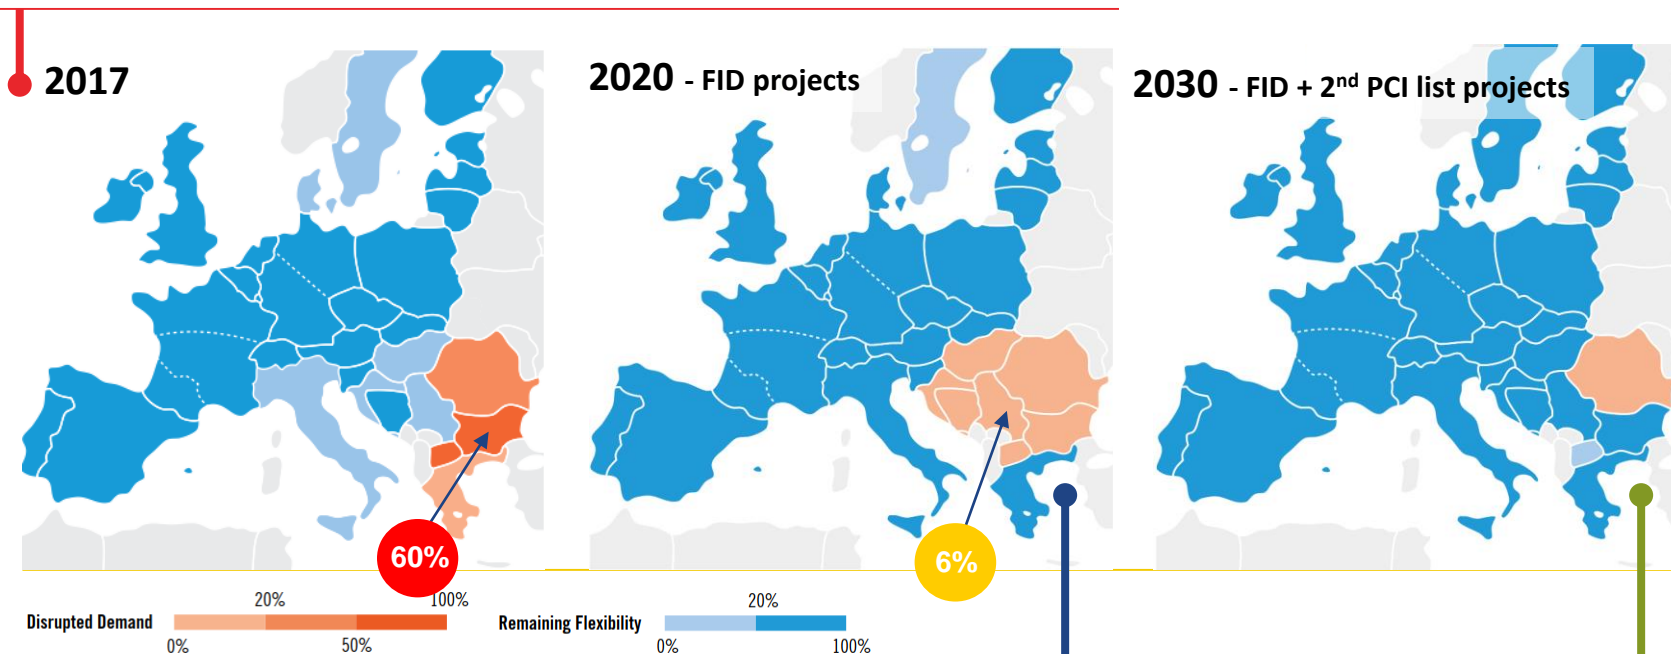 2017
2020 - FID projects
2030 - FID + 2nd PCI list projects
60%
6%
Disrupted Demand
20%
100%
0%
50%
Remaining Flexibility
20%
0%
100%